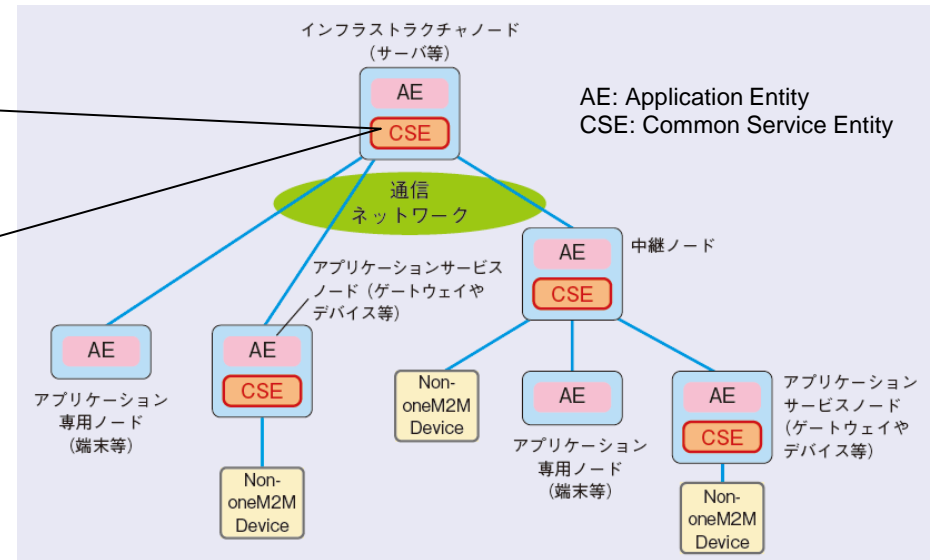 インフラストラクチャノード
(サーバ等)
AE
CSE
AE: Application Entity
CSE: Common Service Entity
通信
ネットワーク
AE
CSE
中継ノード
アプリケーションサービス
ノード(ゲートウェイや
デバイス等)
AE
アプリケーション
専用ノード
(端末等)
AE
CSE
Non-
oneM2M
Device
Non-
oneM2M
Device
AE
アプリケーション
専用ノード
(端末等)
AE
CSE
アプリケーション
サービスノード
(ゲートウェイや
デバイス等)
Non-
oneM2M
Device